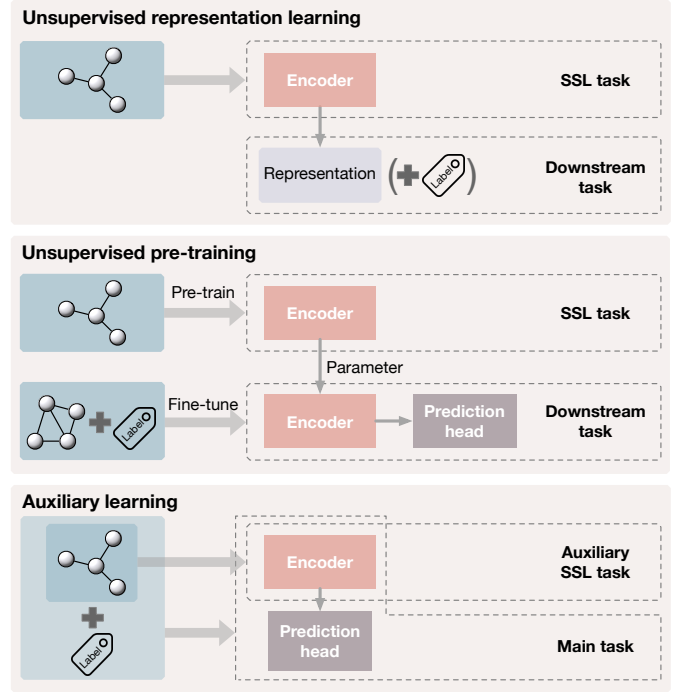 Unsupervised representation learning
Encoder
SSL task
Representation
( Label )
Downstream
task
Unsupervised pre-training
Pre-train
Encoder
SSL task
Parameter
Label
Fine-tune
Encoder
Prediction
head
Downstream
task
Auxiliary learning
Encoder
Auxiliary
SSL task
Label
Prediction
head
Main task